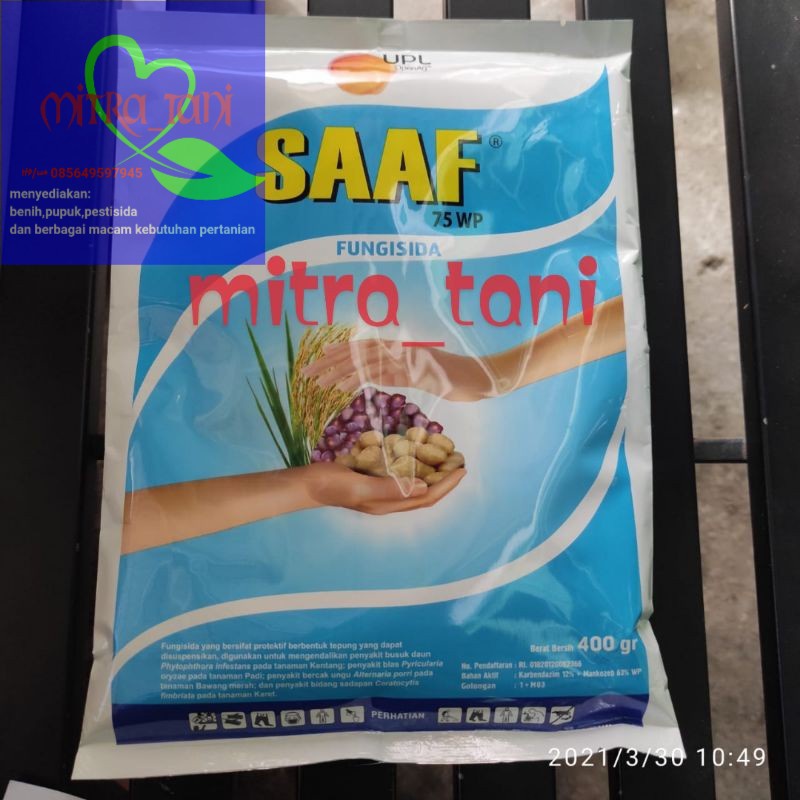 mitra_tani
085649597945
menyediakan:
benih,pupuk,pestisida
dan berbagai macam kebutuhan pertanian
UPL
OpenAg
SAAF®
75 WP
FUNGISIDA
mitra_tani
Fungisida yang bersifat protektif berbentuk tepung yang dapat
disuspensikan, digunakan untuk mengendalikan penyakit busuk daun
Phytophthora infestans pada tanaman Kentang; penyakit blas Pyricularia
oryzae pada tanaman Padi; penyakit bercak ungu Alternaria porri pada
tanaman Bawang merah; dan penyakit bidang sadapan Ceratocytis
fimbriata pada tanaman Karet.
Berat Bersih 400 gr
No. Pendaftaran : RI.
Bahan Aktif : Karbendazim 12% + Mankozeb 63% WP
Golongan : 1 + M03
PERHATIAN
2021/3/30 10:49